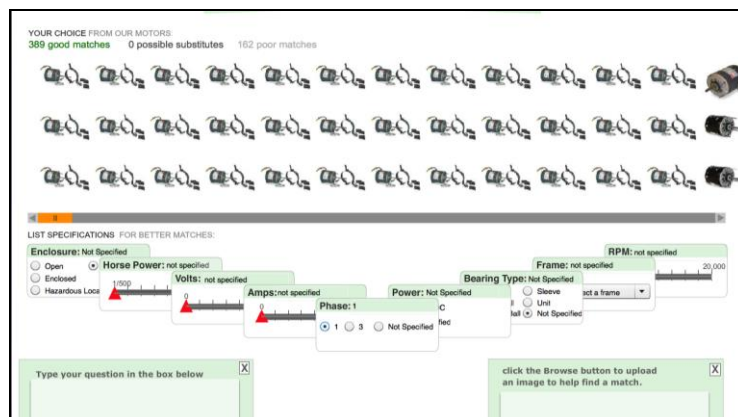 YOUR CHOICE FROM OUR MOTORS
389 good matches 0 possible substitutes 162 poor matches
LIST SPECIFICATIONS FOR BETTER MATCHES:
Enclosure: Not Specified
Open
Enclosed
Hazardous Loca
Horse Power: not specified
1/500
Volts: not specified
0
Amps: not specified
0
Phase: 1
1 3 Not Specified
Power: Not Specified
C
fied
Bearing Type: Not Specified
Sleeve
Unit
Not Specified
Frame: not specified
ect a frame
RPM: not specified
20,000
Type your question in the box below X
click the Browse button to upload X
an image to help find a match.